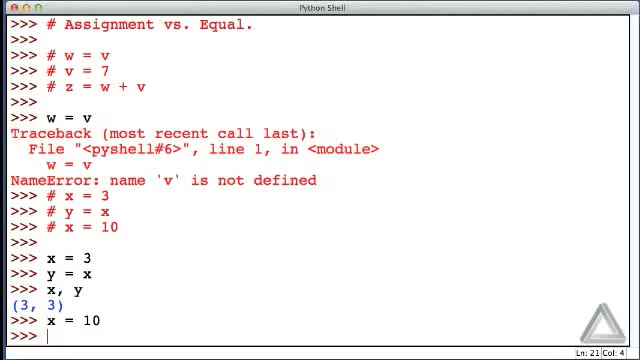 Python Shell
>>> # Assignment vs. Equal.
>>>
>>> # w = v
>>> # v = 7
>>> # z = w + v
>>>
>>> w = v
Traceback (most recent call last):
  File "<pyshell#6>", line 1, in <module>
    w = v
NameError: name 'v' is not defined
>>> # x = 3
>>> # y = x
>>> # x = 10
>>>
>>> x = 3
>>> y = x
>>> x, y
(3, 3)
>>> x = 10
>>>
Ln: 21 Col: 4